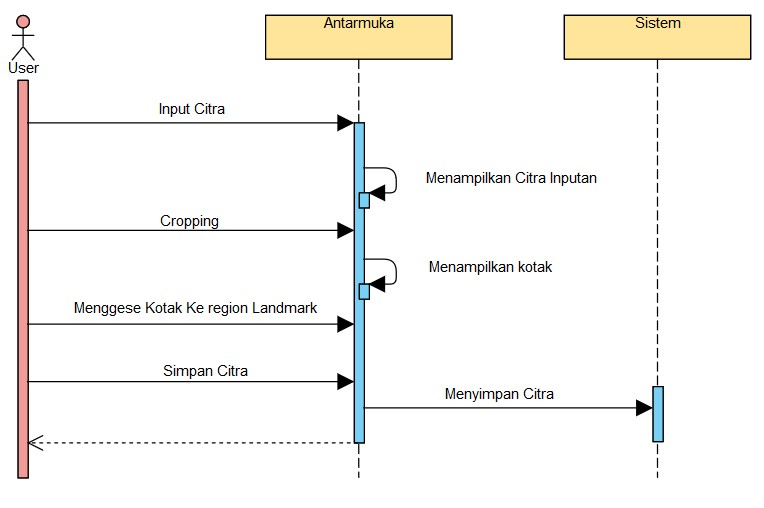 Antarmuka
Sistem
User
Input Citra
Menampilkan Citra Inputan
Cropping
Menampilkan kotak
Menggese Kotak Ke region Landmark
Simpan Citra
Menyimpan Citra